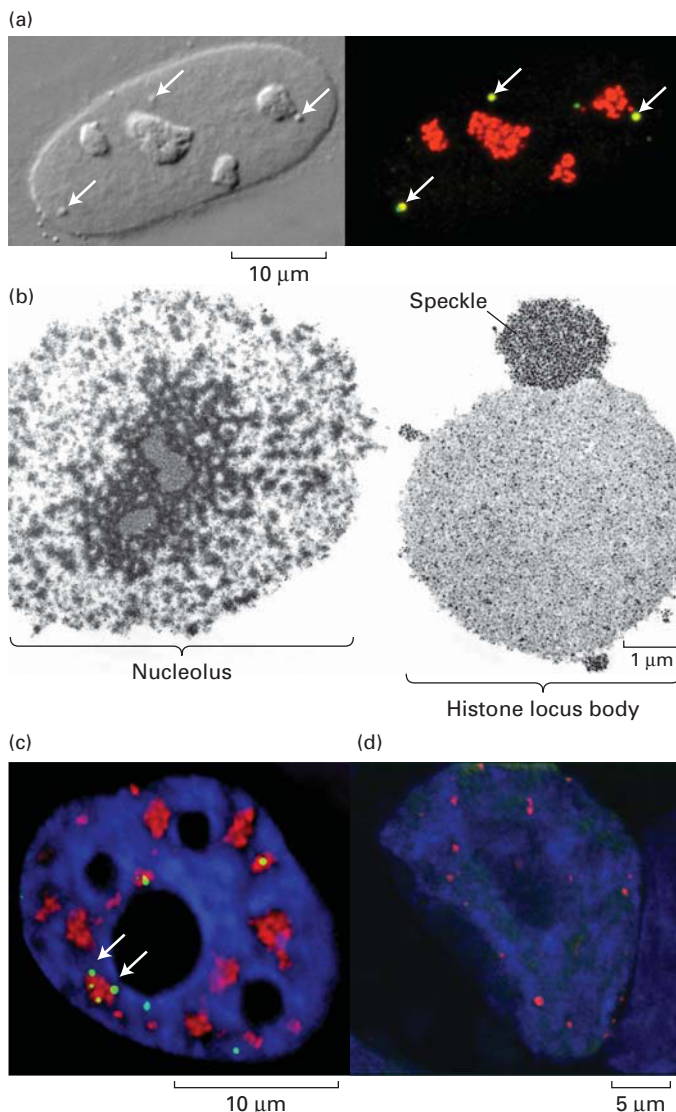 (a)
10 μm
(b)
Speckle
1 μm
Nucleolus
Histone locus body
(c)
(d)
10 μm
5 μm